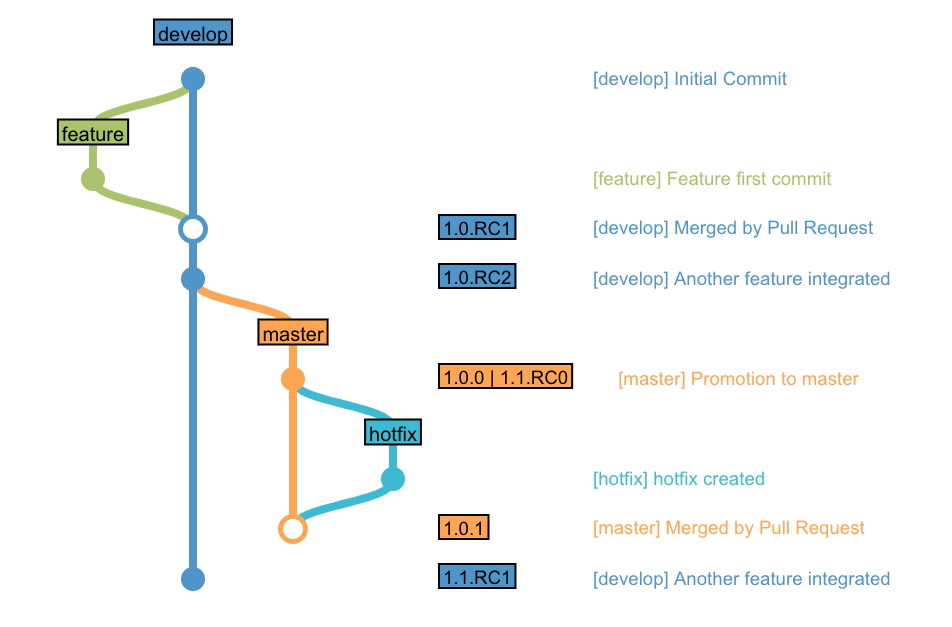 develop
[develop] Initial Commit
feature
[feature] Feature first commit
1.0.RC1 [develop] Merged by Pull Request
1.0.RC2 [develop] Another feature integrated
master
1.0.0 | 1.1.RC0 [master] Promotion to master
hotfix
[hotfix] hotfix created
1.0.1 [master] Merged by Pull Request
1.1.RC1 [develop] Another feature integrated